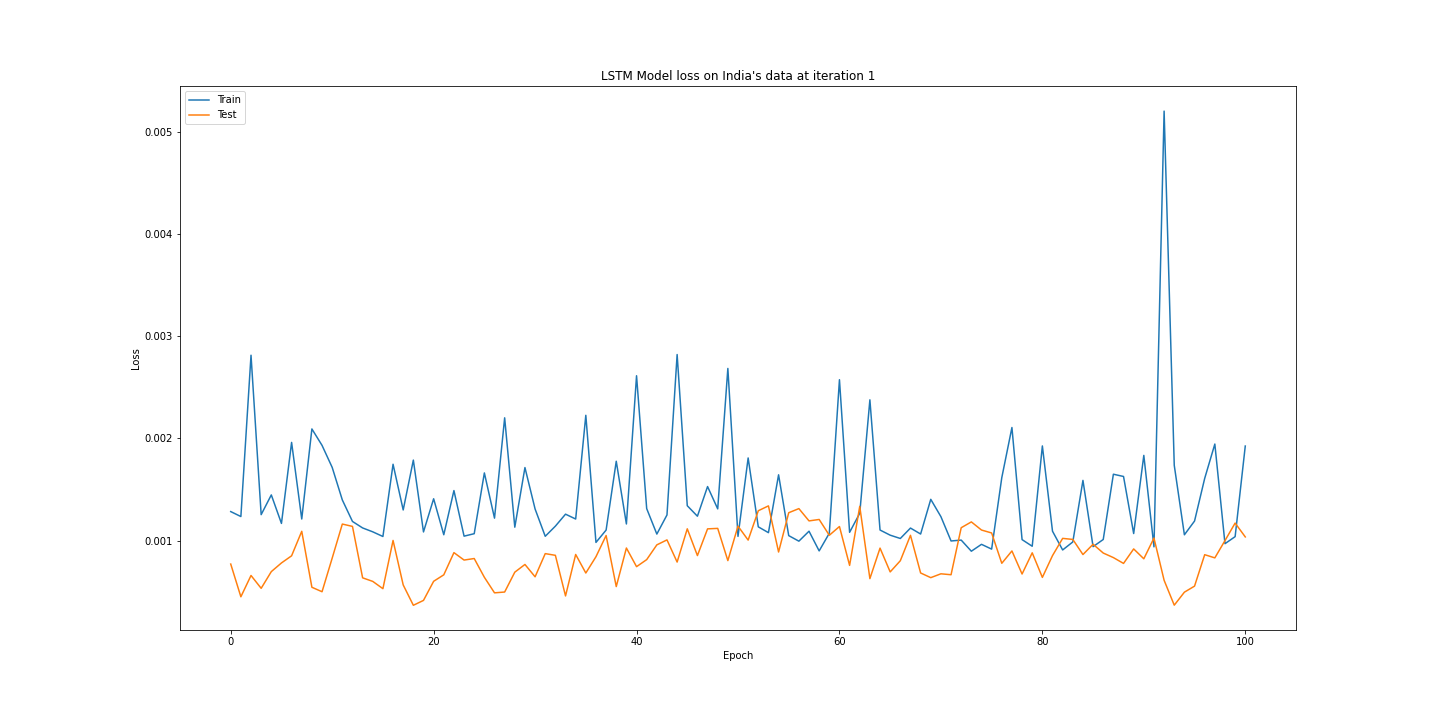 LSTM Model loss on India's data at iteration 1
Train
Test
0.005
0.004
0.003
0.002
0.001
Loss
0 20 40 60 80 100
Epoch